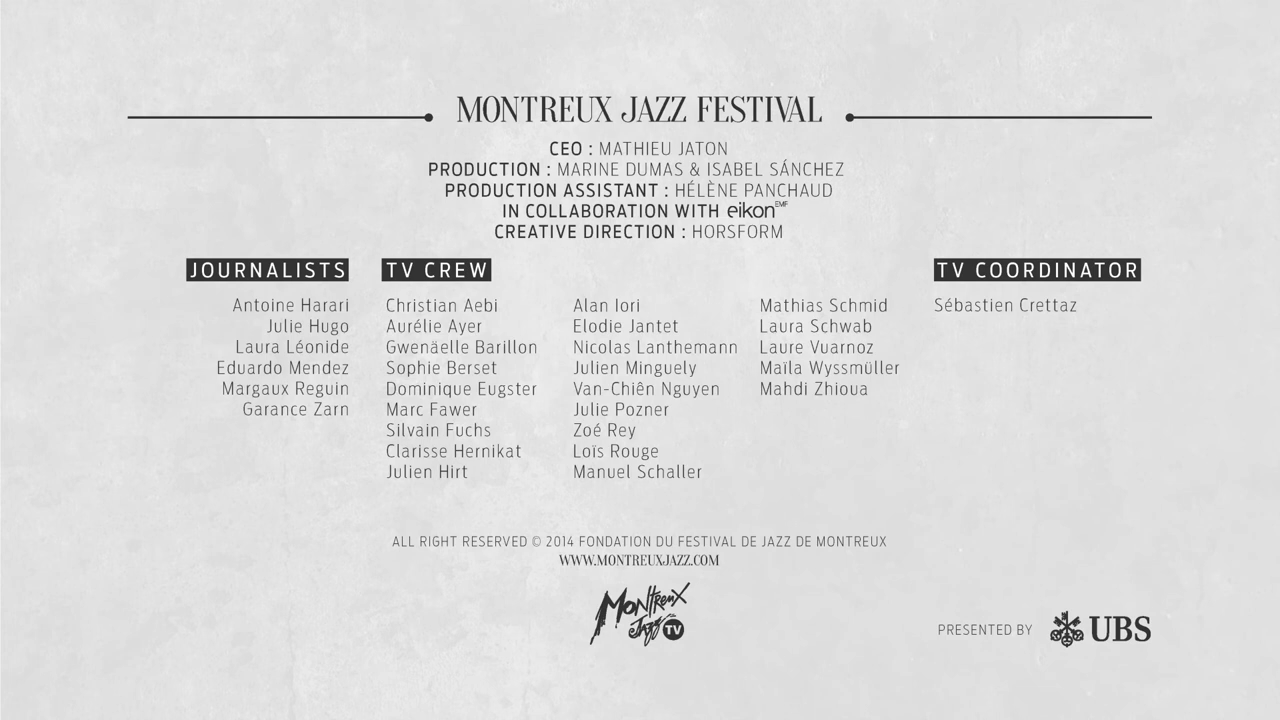 MONTREUX JAZZ FESTIVAL
CEO : MATHIEU JATON
PRODUCTION : MARINE DUMAS & ISABEL SÁNCHEZ
PRODUCTION ASSISTANT : HÉLÈNE PANCHAUD
IN COLLABORATION WITH eikon EMF
CREATIVE DIRECTION : HORSFORM
JOURNALISTS
Antoine Harari
Julie Hugo
Laura Léonide
Eduardo Mendez
Margaux Reguin
Garance Zarn
TV CREW
Christian Aebi
Aurélie Ayer
Gwenäelle Barillon
Sophie Berset
Dominique Eugster
Marc Fawer
Silvain Fuchs
Clarisse Hernikat
Julien Hirt
Alan Iori
Elodie Jantet
Nicolas Lanthemann
Julien Minguely
Van-Chiên Nguyen
Julie Pozner
Zoé Rey
Loïs Rouge
Manuel Schaller
Mathias Schmid
Laura Schwab
Laure Vuarnoz
Maïla Wyssmüller
Mahdi Zhioua
TV COORDINATOR
Sébastien Crettaz
ALL RIGHT RESERVED © 2014 FONDATION DU FESTIVAL DE JAZZ DE MONTREUX
WWW.MONTREUXJAZZ.COM
Montreux
Jazz TV
PRESENTED BY UBS